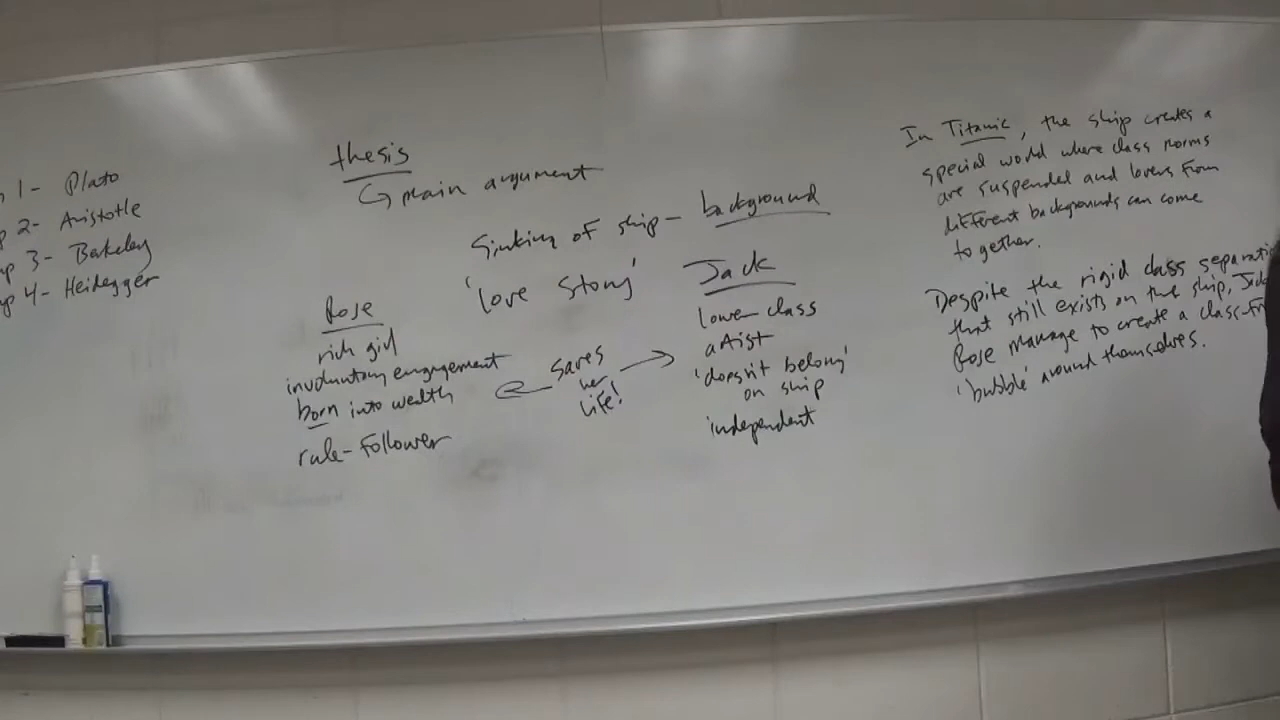 1- Plato
2- Aristotle
3- Berkeley
4- Heidegger
thesis
main argument
Sinking of ship - background
'love story'
Rose
rich girl
involuntary engagement
born into wealth
rule-follower
saves
her
life!
Jack
lower class
artist
'doesn't belong'
on ship
independent
In Titanic, the ship creates a
special world where class norms
are suspended and lovers from
different backgrounds can come
together.
Despite the rigid class
that still exists on the ship,
Rose manage to create a
'bubble' around themselves.